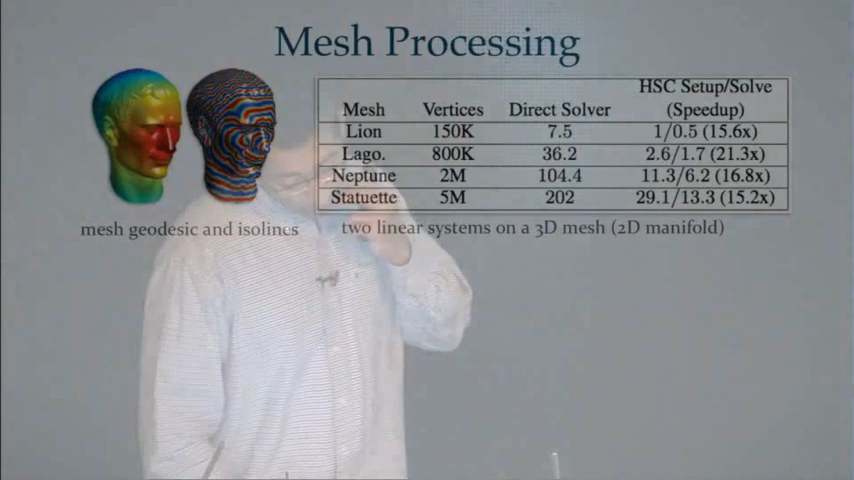 Mesh Processing
HSC Setup/Solve
Mesh Vertices Direct Solver (Speedup)
Lion 150K 7.5 1/0.5 (15.6x)
Lago. 800K 36.2 2.6/1.7 (21.3x)
Neptune 2M 104.4 11.3/6.2 (16.8x)
Statuette 5M 202 29.1/13.3 (15.2x)
mesh geodesic and isolines
two linear systems on a 3D mesh (2D manifold)